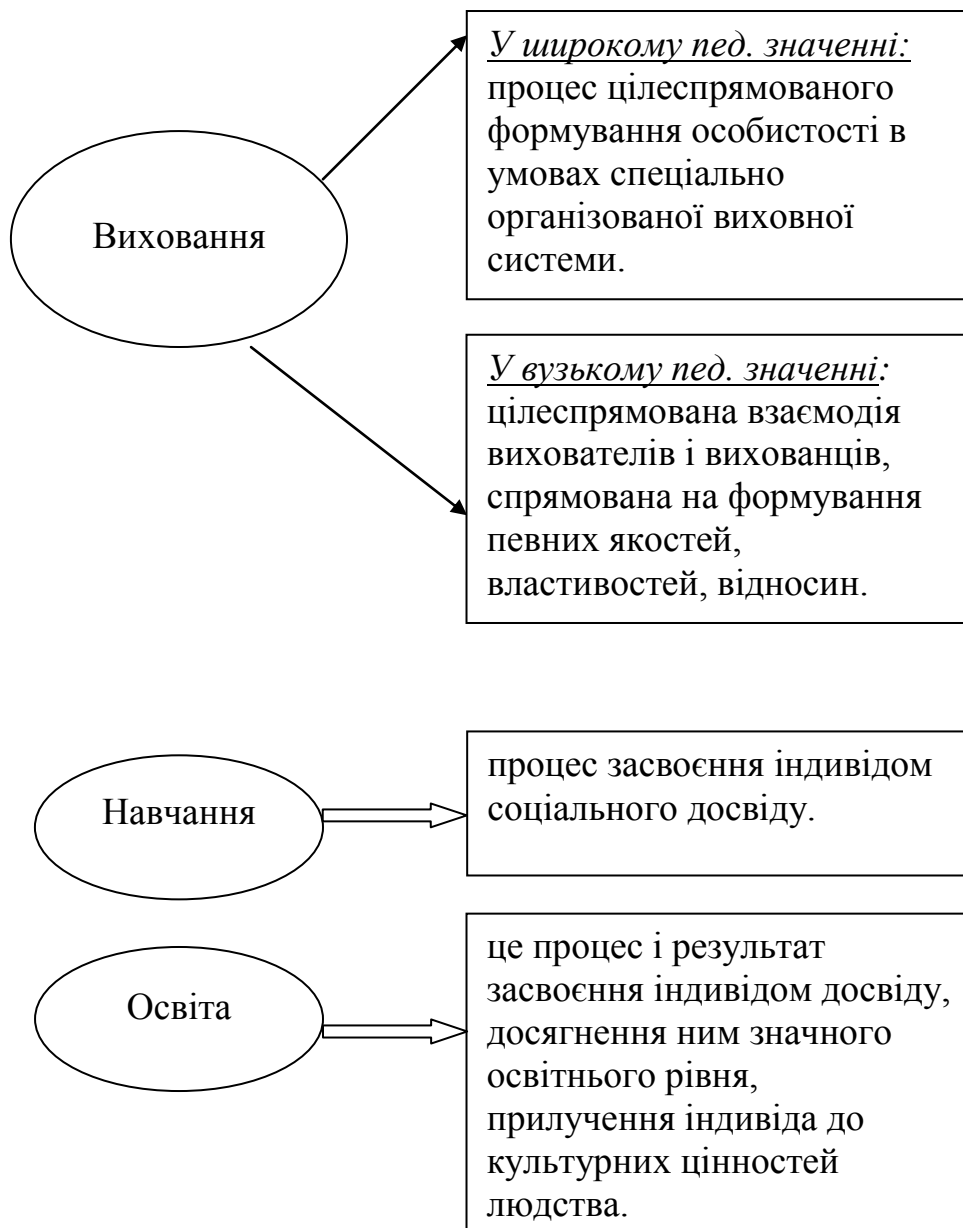 Виховання
У широкому пед. значенні:
процес цілеспрямованого
формування особистості в
умовах спеціально
організованої виховної
системи.
У вузькому пед. значенні:
цілеспрямована взаємодія
вихователів і вихованців,
спрямована на формування
певних якостей,
властивостей, відносин.
Навчання
процес засвоєння індивідом
соціального досвіду.
Освіта
це процес і результат
засвоєння індивідом досвіду,
досягнення ним значного
освітнього рівня,
прилучення індивіда до
культурних цінностей
людства.